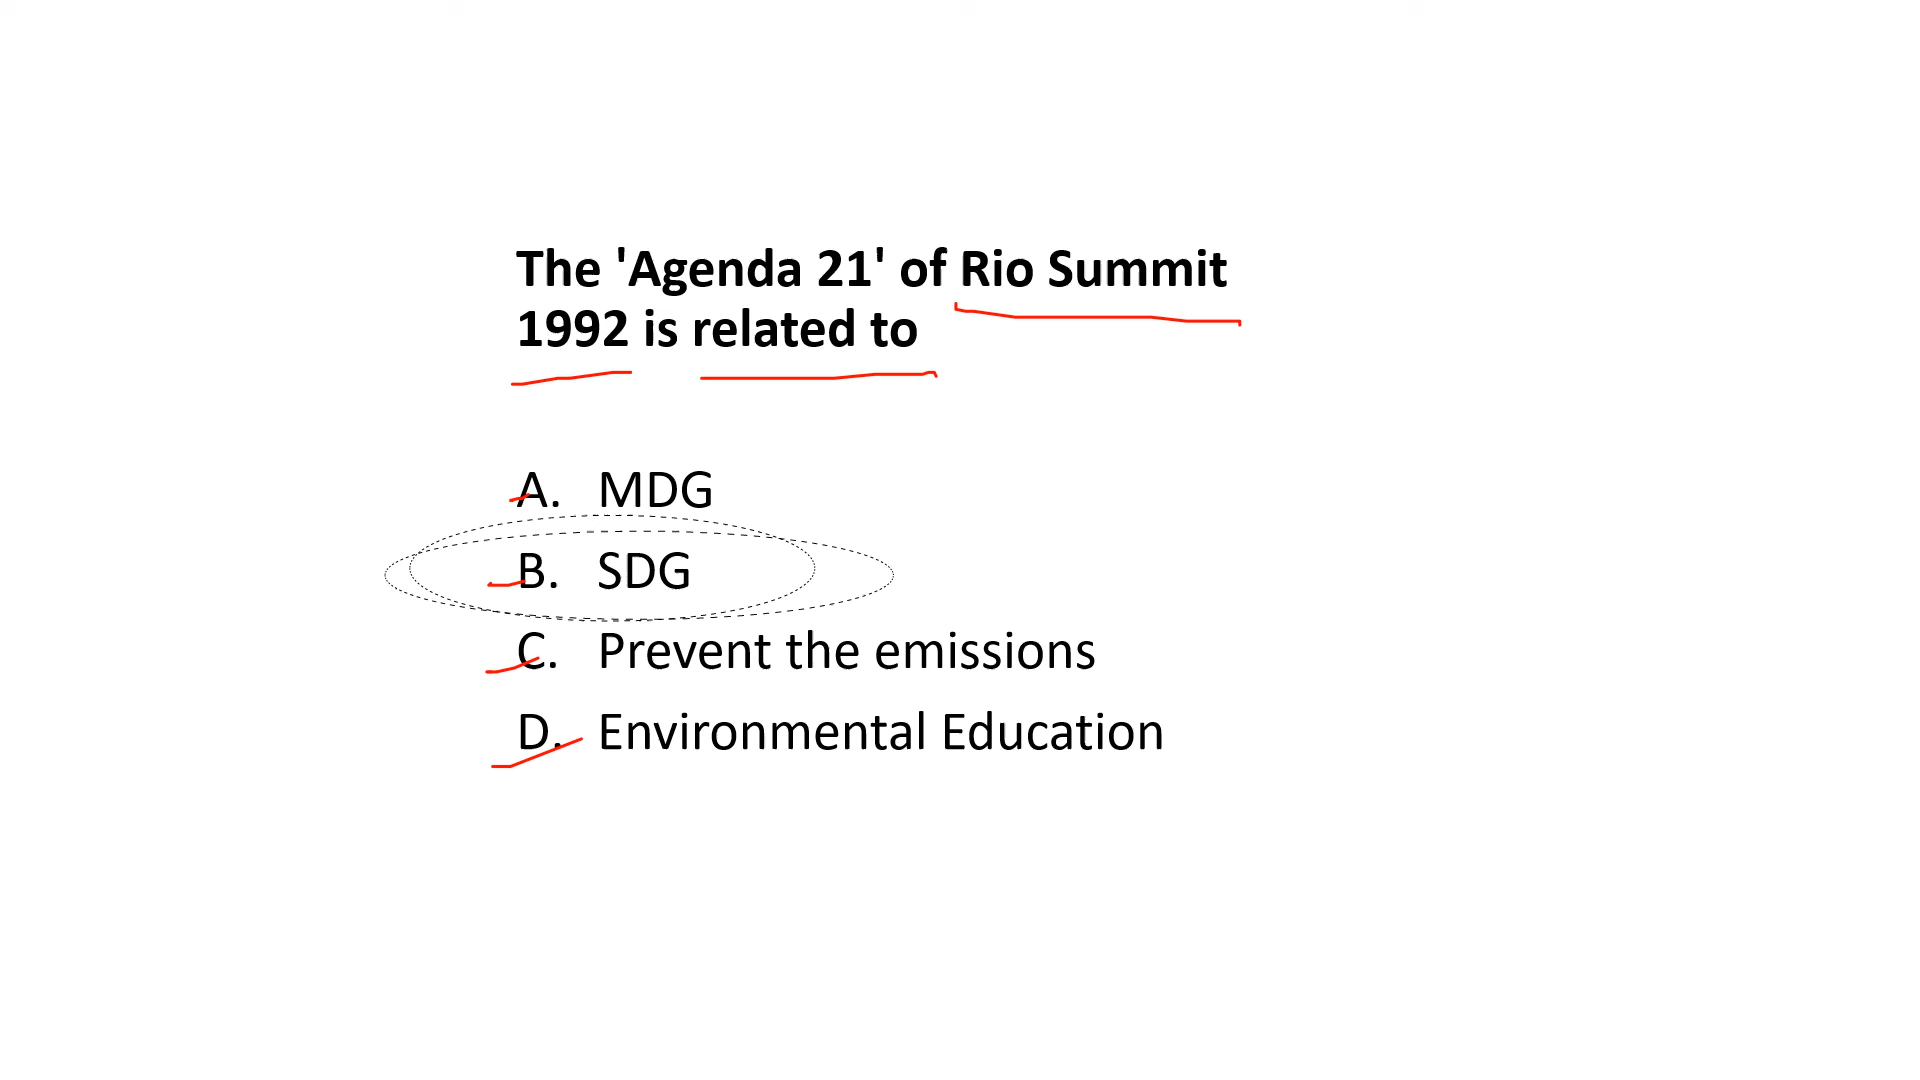 The 'Agenda 21' of Rio Summit
1992 is related to
A. MDG
B. SDG
C. Prevent the emissions
D. Environmental Education